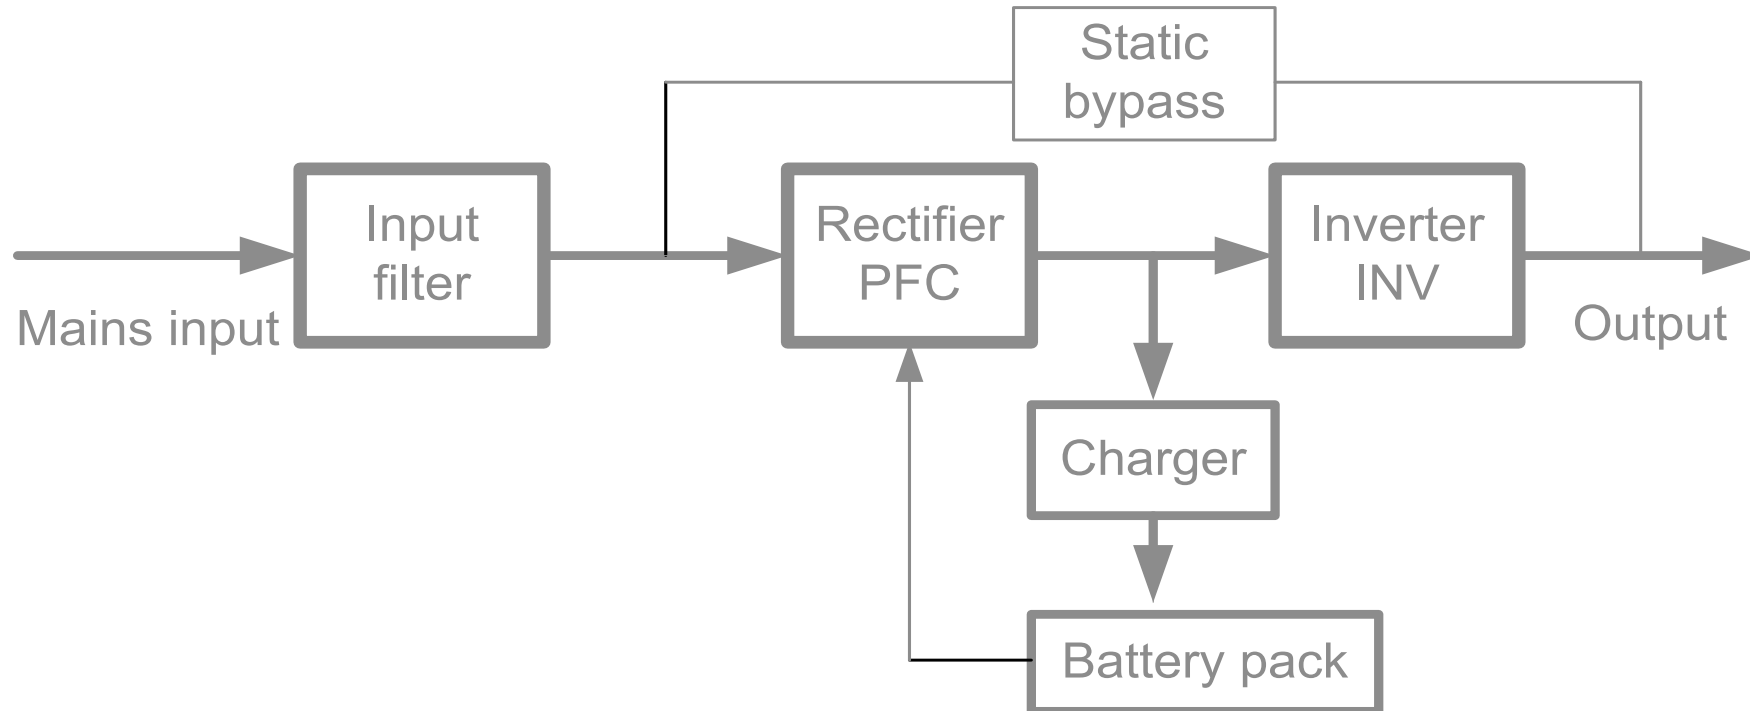 Static
bypass
Input
filter
Rectifier
PFC
Inverter
INV
Mains input
Output
Charger
Battery pack